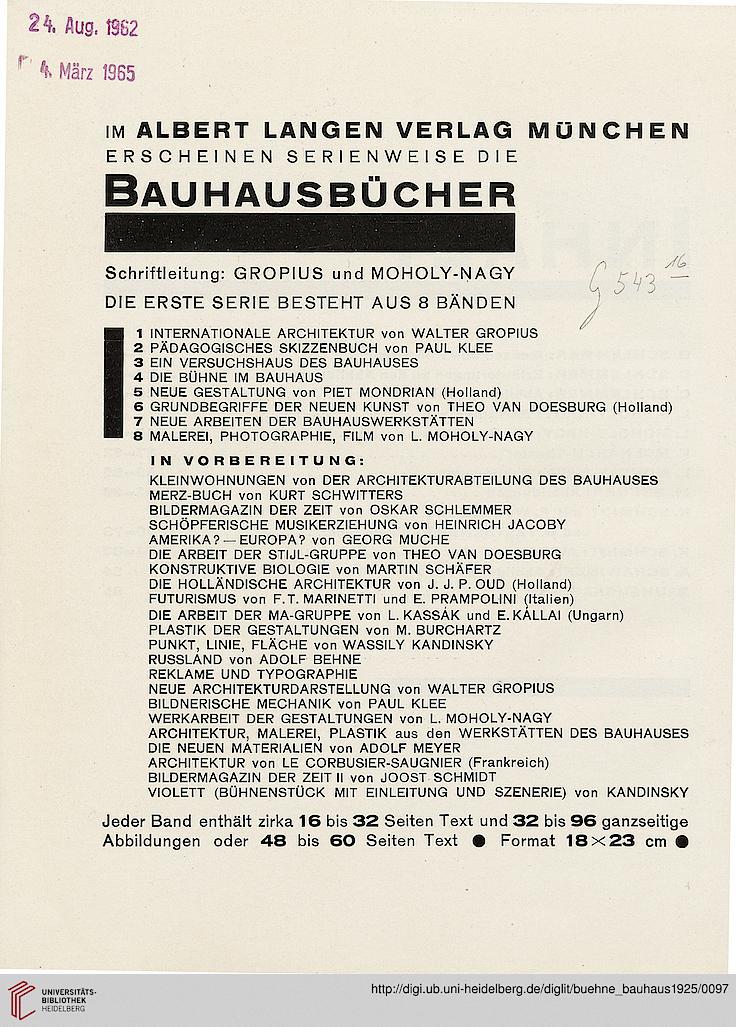 24. Aug. 1962
4. März 1965
IM ALBERT LANGEN VERLAG MÜNCHEN
ERSCHEINEN SERIENWEISE DIE
BAUHAUSBÜCHER
Schriftleitung: GROPIUS und MOHOLY-NAGY
G 543 16
DIE ERSTE SERIE BESTEHT AUS 8 BÄNDEN
1 INTERNATIONALE ARCHITEKTUR von WALTER GROPIUS
2 PÄDAGOGISCHES SKIZZENBUCH von PAUL KLEE
3 EIN VERSUCHSHAUS DES BAUHAUSES
4 DIE BÜHNE IM BAUHAUS
5 NEUE GESTALTUNG von PIET MONDRIAN (Holland)
6 GRUNDBEGRIFFE DER NEUEN KUNST von THEO VAN DOESBURG (Holland)
7 NEUE ARBEITEN DER BAUHAUSWERKSTÄTTEN
8 MALEREI, PHOTOGRAPHIE, FILM von L. MOHOLY-NAGY
IN VORBEREITUNG:
KLEINWOHNUNGEN von DER ARCHITEKTURABTEILUNG DES BAUHAUSES
MERZ-BUCH von KURT SCHWITTERS
BILDERMAGAZIN DER ZEIT von OSKAR SCHLEMMER
SCHÖPFERISCHE MUSIKERZIEHUNG von HEINRICH JACOBY
AMERIKA? — EUROPA? von GEORG MUCHE
DIE ARBEIT DER STIJL-GRUPPE von THEO VAN DOESBURG
KONSTRUKTIVE BIOLOGIE von MARTIN SCHÄFER
DIE HOLLÄNDISCHE ARCHITEKTUR von J. J. P. OUD (Holland)
FUTURISMUS von F. T. MARINETTI und E. PRAMPOLINI (Italien)
DIE ARBEIT DER MA-GRUPPE von L. KASSÁK und E. KÁLLAI (Ungarn)
PLASTIK DER GESTALTUNGEN von M. BURCHARTZ
PUNKT, LINIE, FLÄCHE von WASSILY KANDINSKY
RUSSLAND von ADOLF BEHNE
REKLAME UND TYPOGRAPHIE
NEUE ARCHITEKTURDARSTELLUNG von WALTER GROPIUS
BILDNERISCHE MECHANIK von PAUL KLEE
WERKARBEIT DER GESTALTUNGEN von L. MOHOLY-NAGY
ARCHITEKTUR, MALEREI, PLASTIK aus den WERKSTÄTTEN DES BAUHAUSES
DIE NEUEN MATERIALIEN von ADOLF MEYER
ARCHITEKTUR von LE CORBUSIER-SAUGNIER (Frankreich)
BILDERMAGAZIN DER ZEIT II von JOOST SCHMIDT
VIOLETT (BÜHNENSTÜCK MIT EINLEITUNG UND SZENERIE) von KANDINSKY
Jeder Band enthält zirka 16 bis 32 Seiten Text und 32 bis 96 ganzseitige
Abbildungen oder 48 bis 60 Seiten Text ● Format 18×23 cm ●
UNIVERSITÄTS-
BIBLIOTHEK
HEIDELBERG
http://digi.ub.uni-heidelberg.de/diglit/buehne_bauhaus1925/0097